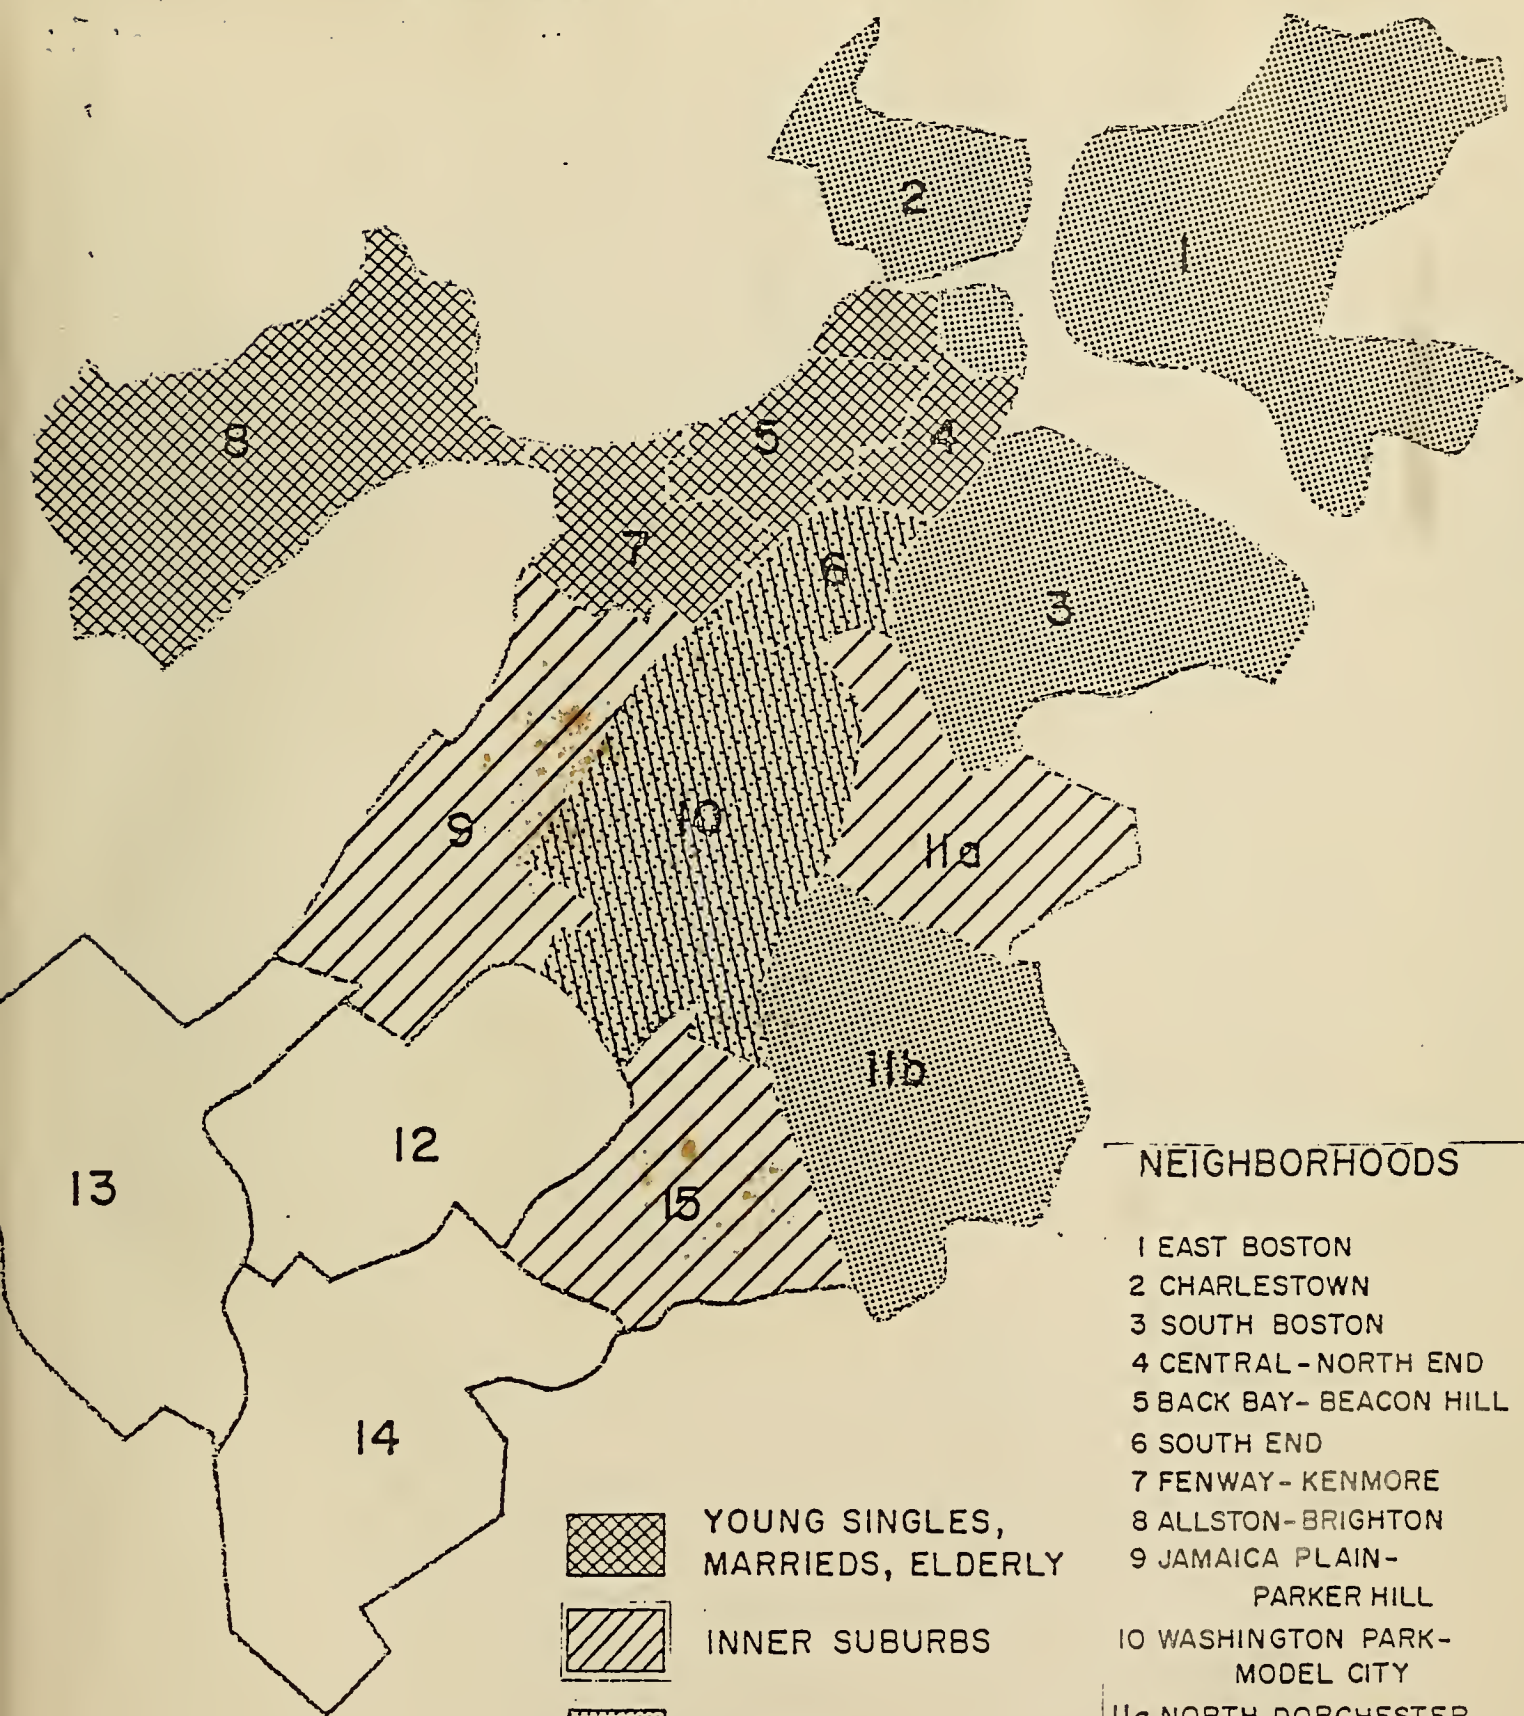 2
1
8
5
4
7
6
3
10
9
11a
11b
12
13
15
14
NEIGHBORHOODS
1 EAST BOSTON
2 CHARLESTOWN
3 SOUTH BOSTON
4 CENTRAL-NORTH END
5 BACK BAY- BEACON HILL
6 SOUTH END
7 FENWAY- KENMORE
8 ALLSTON-BRIGHTON
9 JAMAICA PLAIN-
PARKER HILL
10 WASHINGTON PARK-
MODEL CITY
11a NORTH DORCHESTER
YOUNG SINGLES,
MARRIEDS, ELDERLY
INNER SUBURBS